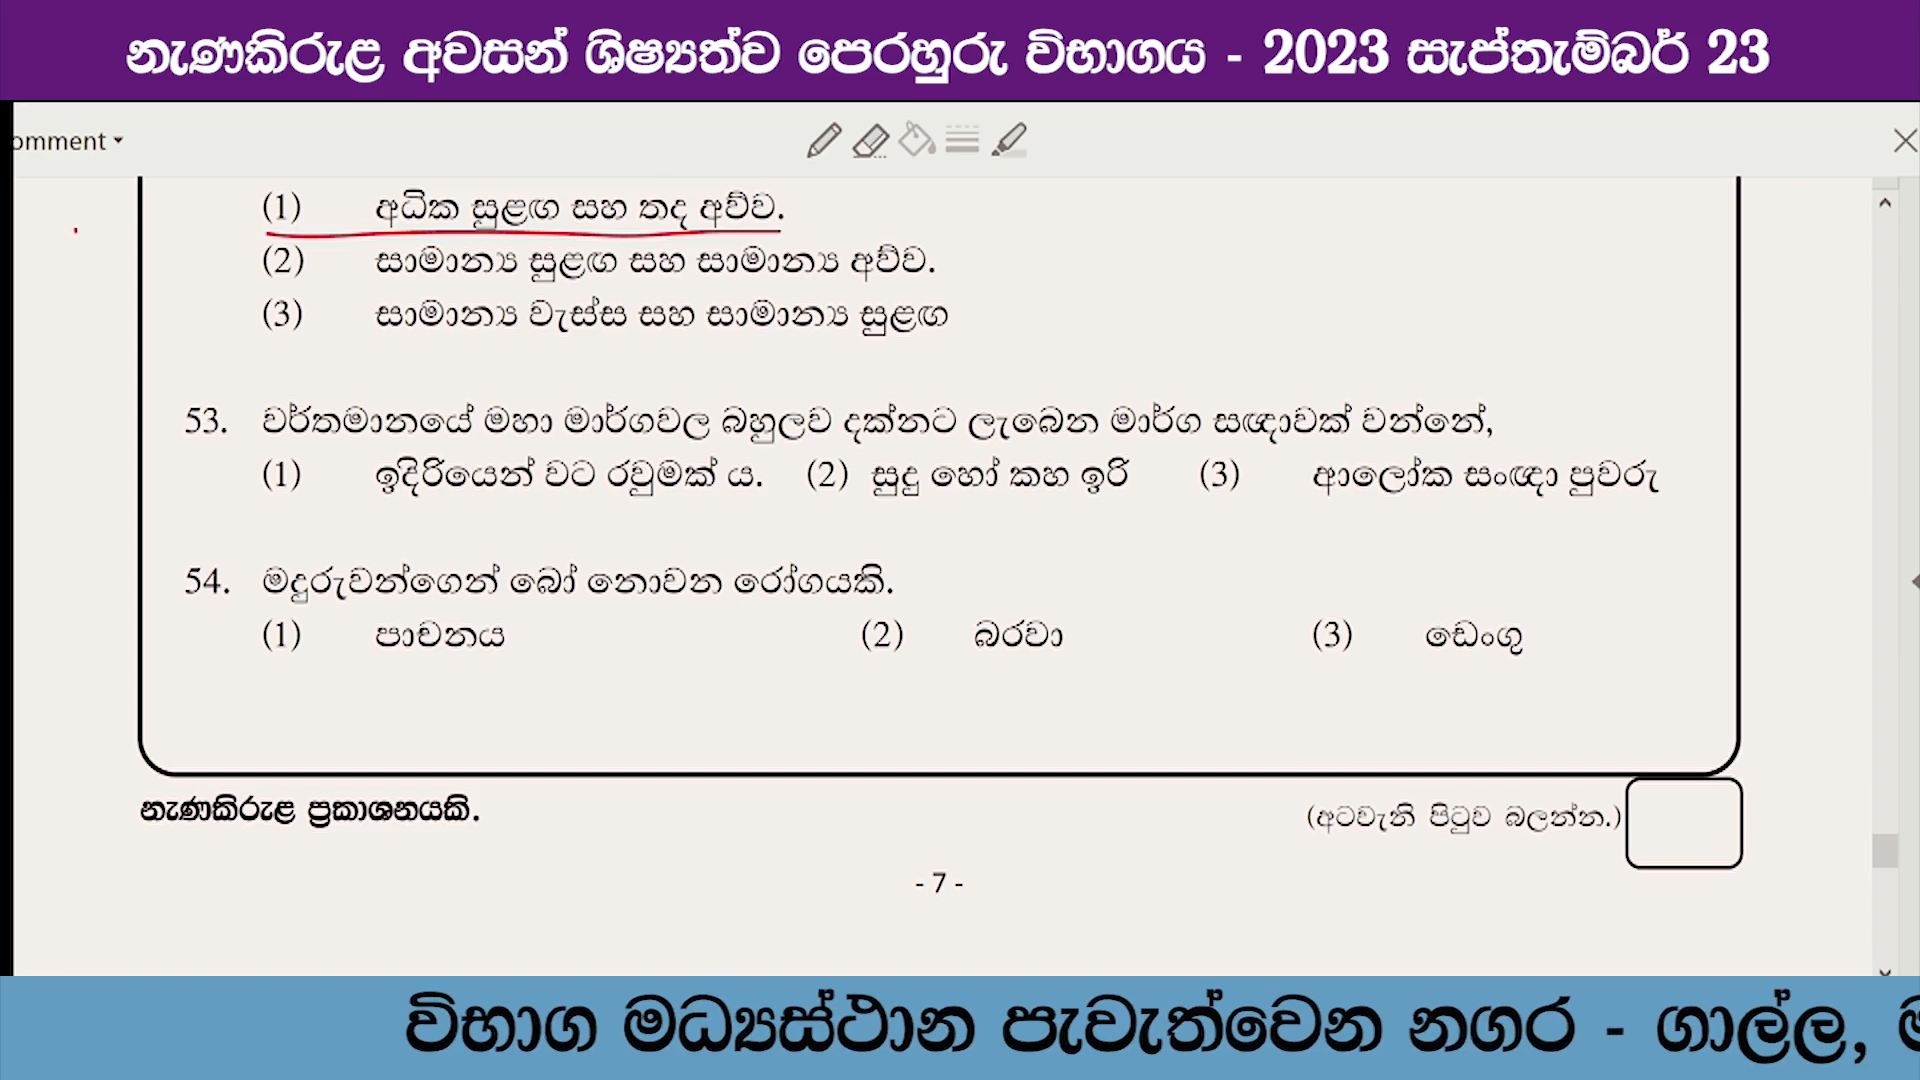 නැණකිරුළ අවසන් ශිෂ්‍යත්ව පෙරහුරු විභාගය - 2023 සැප්තැම්බර් 23
omment
(1) අධික සුළඟ සහ තද අව්ව.
(2) සාමාන්‍ය සුළඟ සහ සාමාන්‍ය අව්ව.
(3) සාමාන්‍ය වැස්ස සහ සාමාන්‍ය සුළඟ
53. වර්තමානයේ මහා මාර්ගවල බහුලව දක්නට ලැබෙන මාර්ග සඥාවක් වන්නේ,
(1) ඉදිරියෙන් වට රවුමක් ය. (2) සුදු හෝ කහ ඉරි (3) ආලෝක සංඥා පුවරු
54. මදුරුවන්ගෙන් බෝ නොවන රෝගයකි.
(1) පාචනය (2) බරවා (3) ඩෙංගු
නැණකිරුළ ප්‍රකාශනයකි. (අටවැනි පිටුව බලන්න.)
- 7 -
විභාග මධ්‍යස්ථාන පැවැත්වෙන නගර - ගාල්ල,